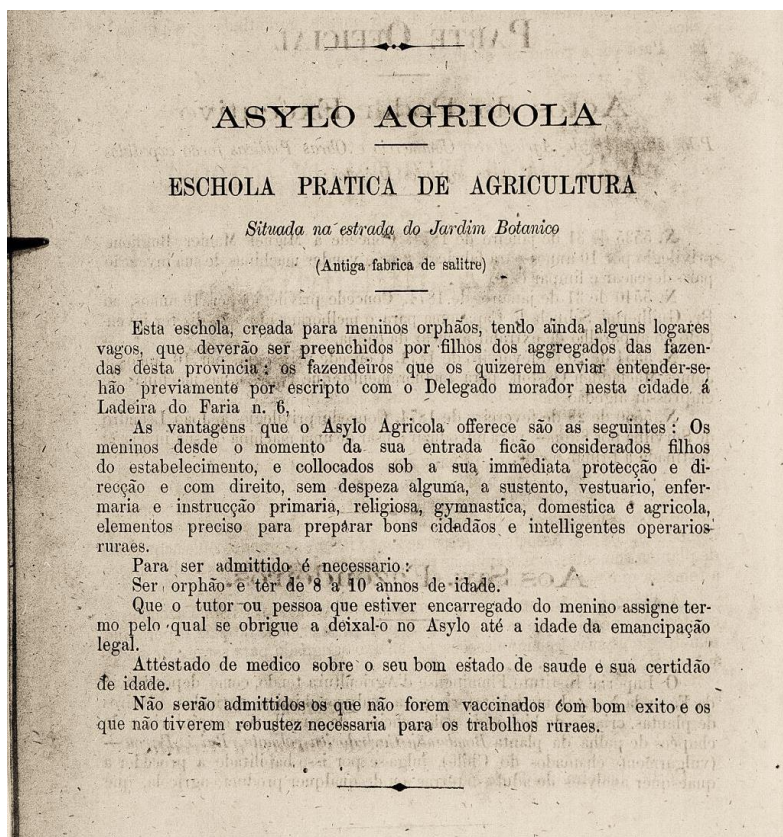 ASYLO AGRICOLA
ESCHOLA PRATICA DE AGRICULTURA
Situada na estrada do Jardim Botanico
(Antiga fabrica de salitre)
Esta eschola, creada para meninos orphãos, tendo ainda alguns logares
vagos, que deverão ser preenchidos por filhos dos aggregados das fazen-
das desta provincia; os fazendeiros que os quizerem enviar entender-se-
hão previamente por escripto com o Delegado morador nesta cidade á
Ladeira do Faria n. 6,
As vantagens que o Asylo Agricola offerece são as seguintes: Os
meninos desde o momento da sua entrada ficão considerados filhos
do estabelecimento, e collocados sob a sua immediata protecção e di-
recção e com direito, sem despeza alguma, a sustento, vestuario, enfer-
maria e instrucção primaria, religiosa, gymnastica, domestica e agricola,
elementos preciso para preparar bons cidadãos e intelligentes operarios
ruraes.
Para ser admittido é necessario:
Ser orphão e ter de 8 a 10 annos de idade.
Que o tutor ou pessoa que estiver encarregado do menino assigne ter-
mo pelo qual se obrigue a deixal-o no Asylo até a idade da emancipação
legal.
Attestado de medico sobre o seu bom estado de saude e sua certidão
de idade.
Não serão admittidos os que não forem vaccinados com bom exito e os
que não tiverem robustez necessaria para os trabolhos ruraes.